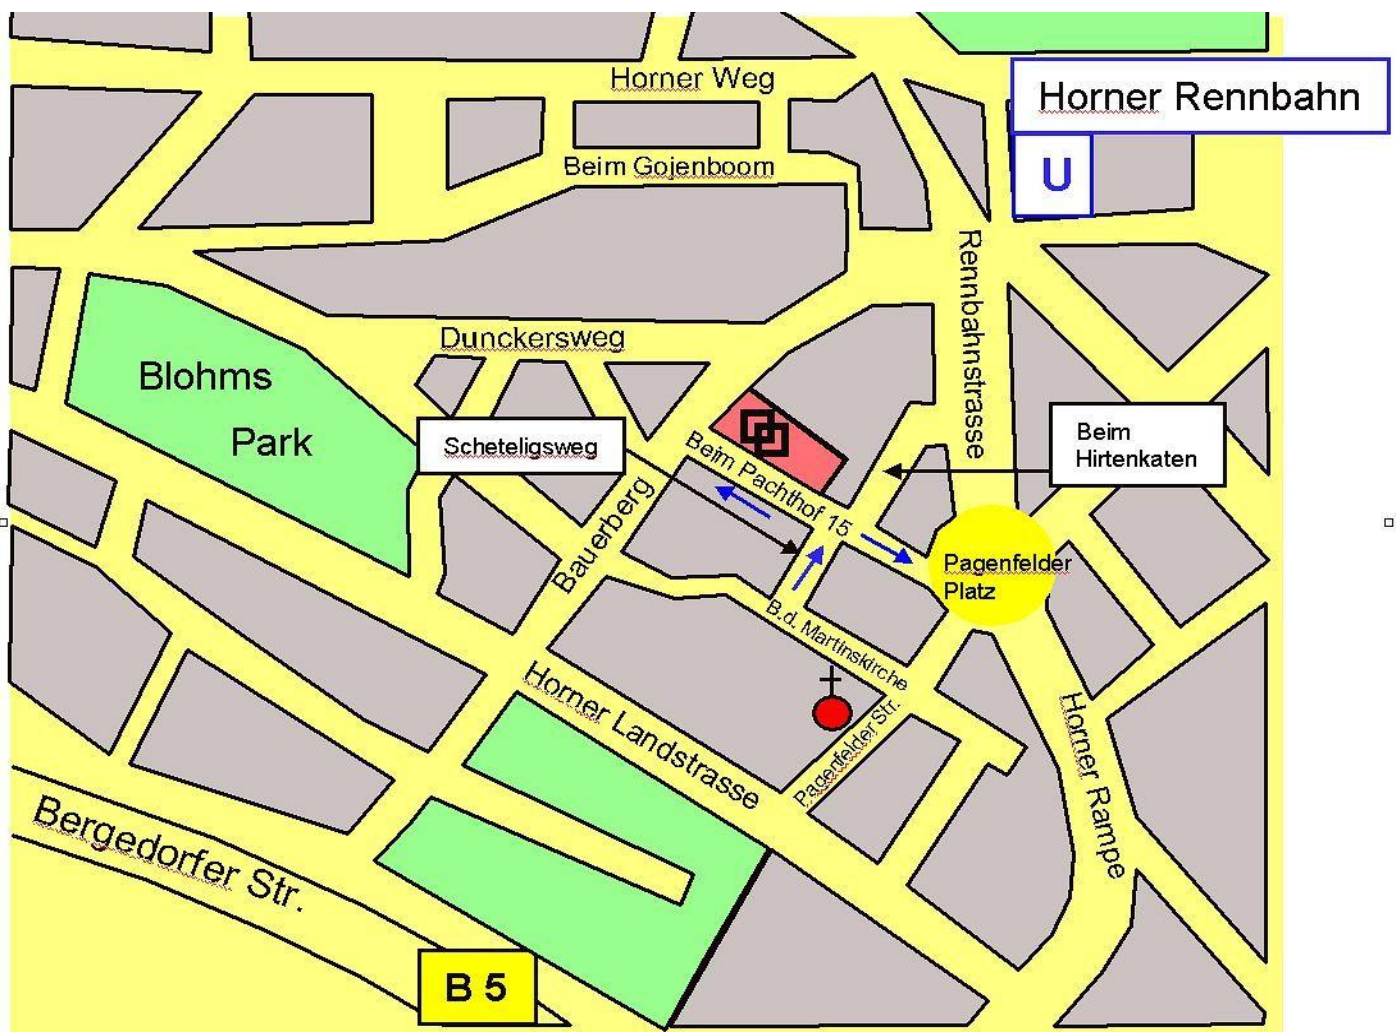 Horner Weg
Horner Rennbahn
U
Beim Gojenboom
Rennbahnstrasse
Dunckersweg
Blohms
Park
Scheteligsweg
Beim
Hirtenkaten
Beim Pachthof 15
Bauerberg
Pagenfelder
Platz
B.d. Martinskirche
Horner Landstrasse
Pagenfelder Str.
Horner Rampe
Bergedorfer Str.
B 5